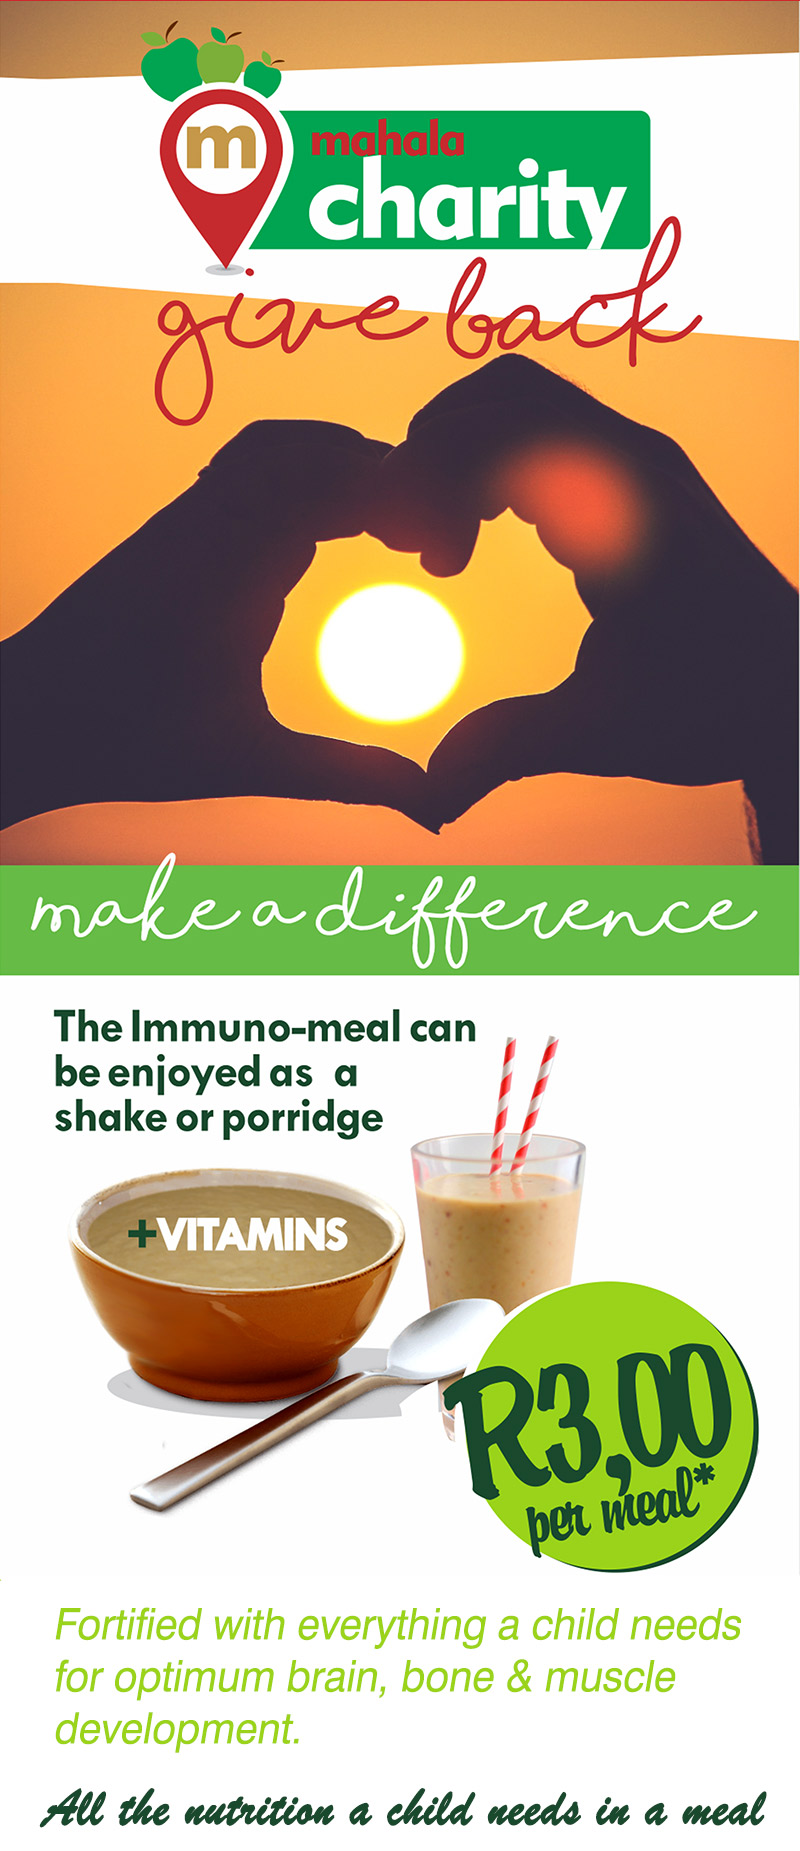 m
mahala
charity
give back
make a difference
The Immuno-meal can
be enjoyed as a
shake or porridge
+VITAMINS
R3,00
per meal*
Fortified with everything a child needs
for optimum brain, bone & muscle
development.
All the nutrition a child needs in a meal